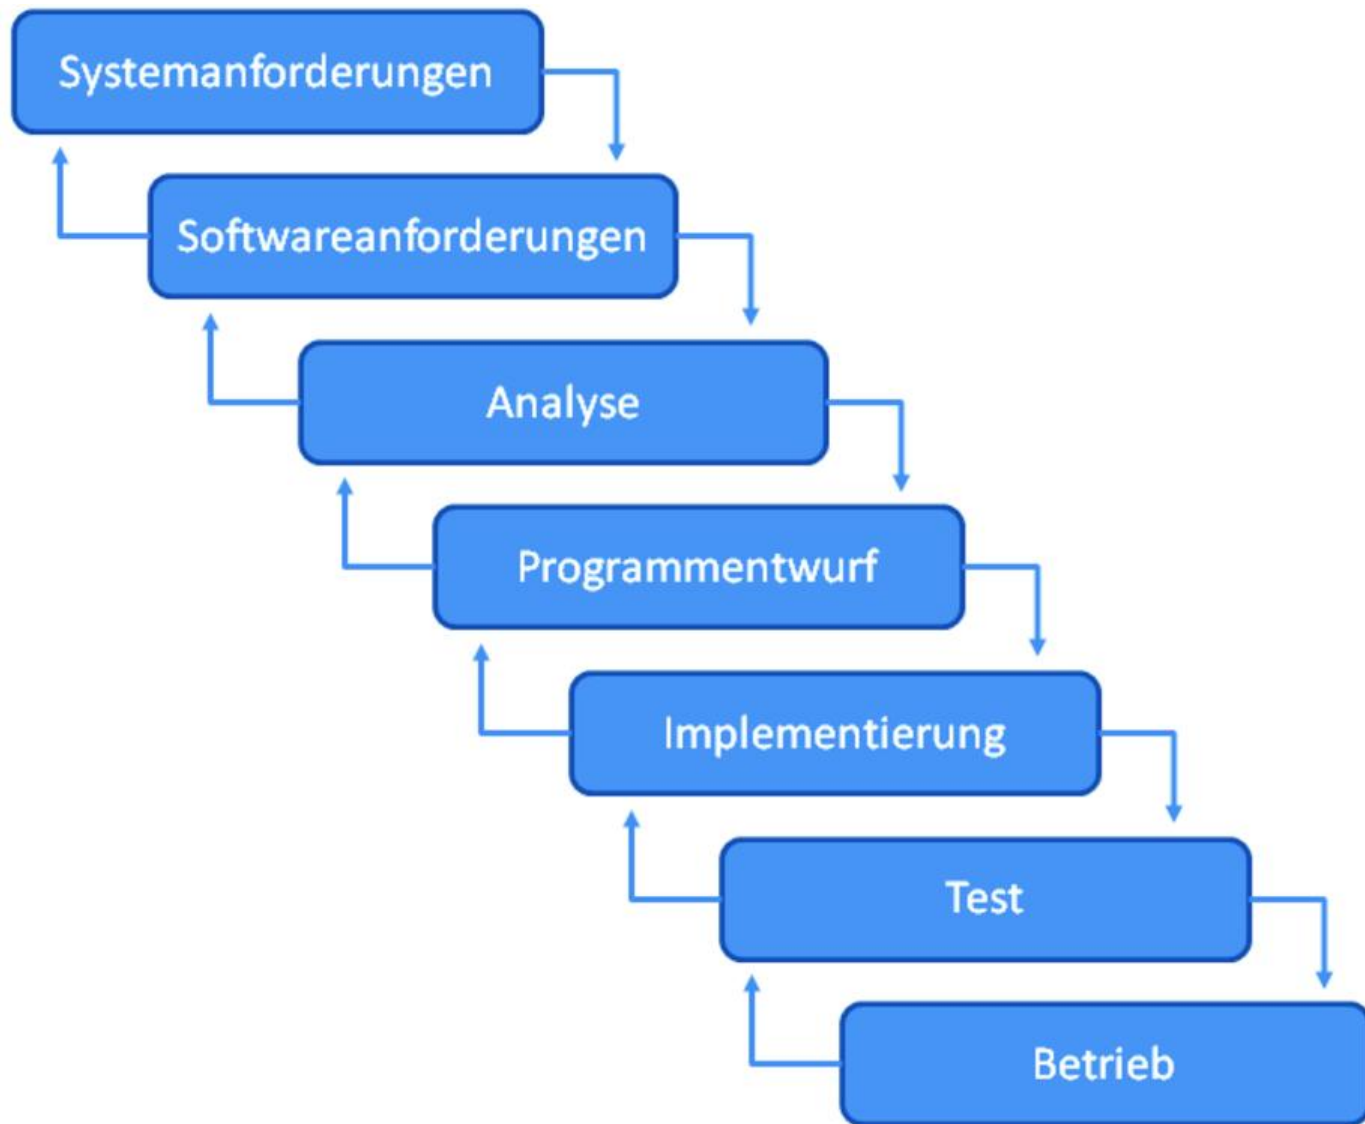 Systemanforderungen
Softwareanforderungen
Analyse
Programmentwurf
Implementierung
Test
Betrieb